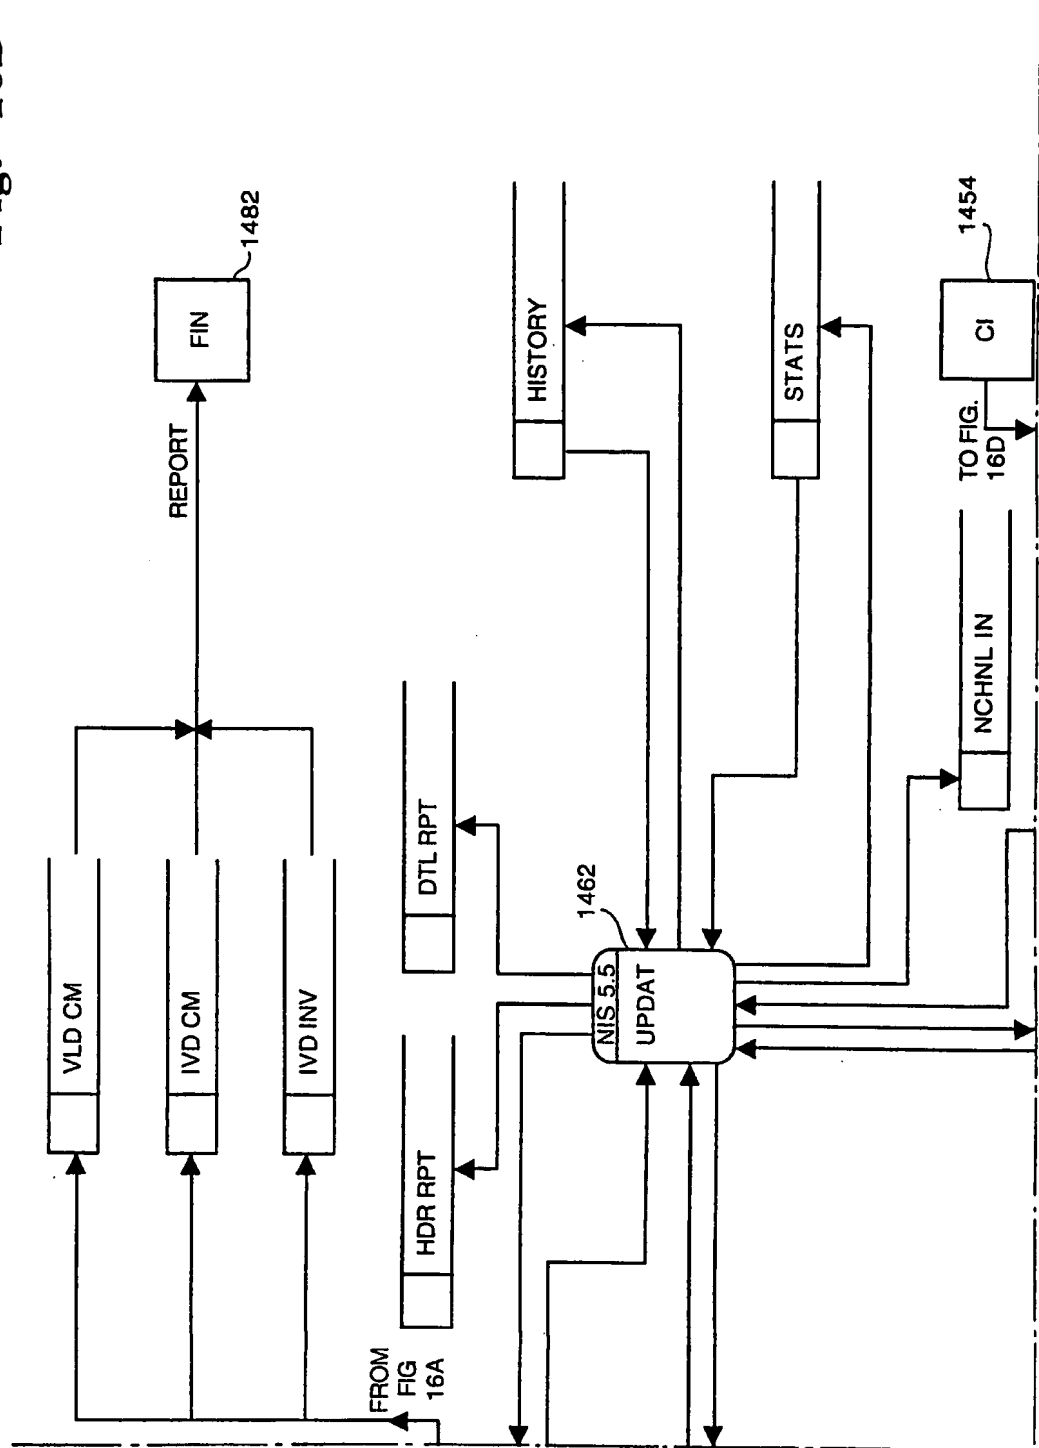 VLD CM
IVD CM
IVD INV
REPORT
FIN
1482
FROM
FIG
16A
HDR RPT
DTL RPT
HISTORY
1462
NIS 5.5
UPDAT
STATS
NCHNL IN
TO FIG.
16D
CI
1454